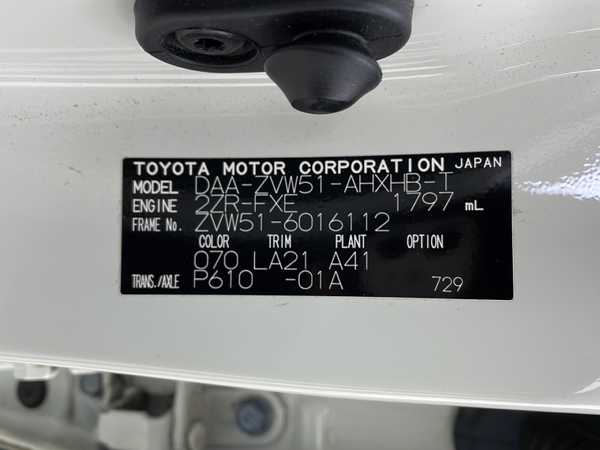 TOYOTA MOTOR CORPORATION JAPAN
MODEL DAA-ZVW51-AHXHB-T
ENGINE 2ZR-FXE 1797 mL
FRAME No. ZVW51-6016112
COLOR TRIM PLANT OPTION
070 LA21 A41
TRANS./AXLE P610 -01A 729